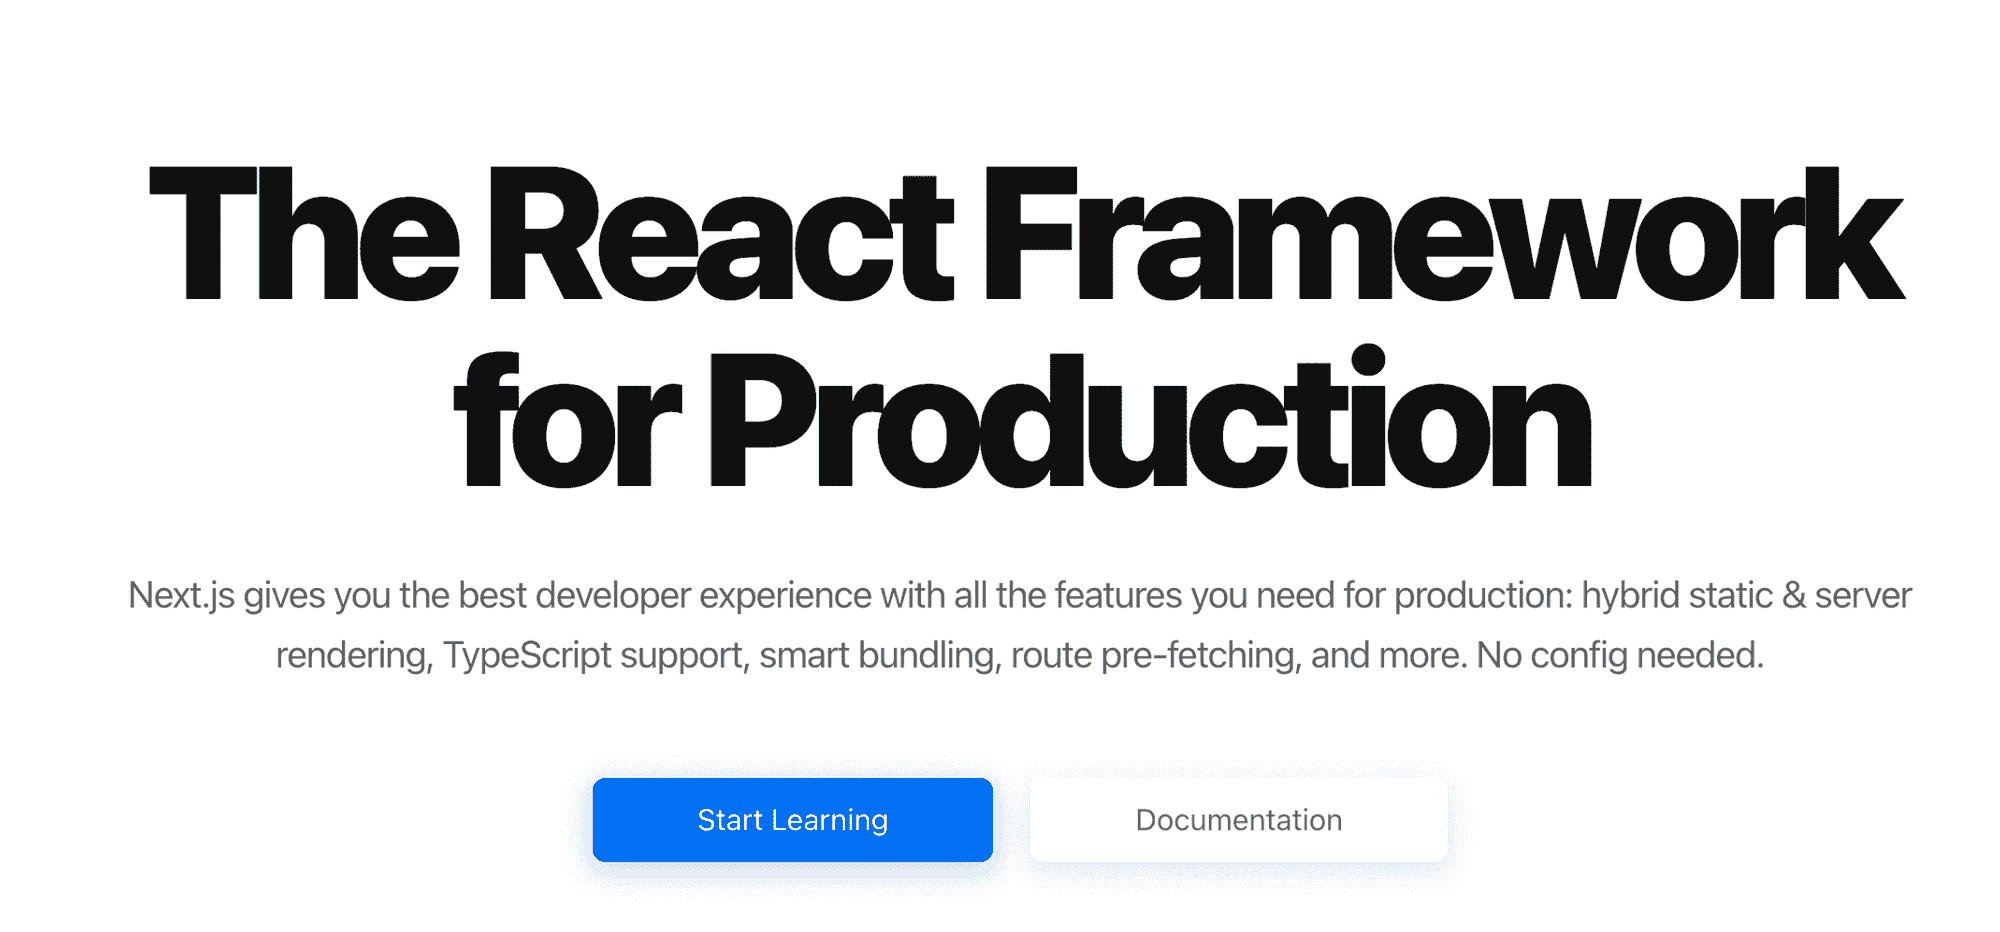 The React Framework
for Production
Next.js gives you the best developer experience with all the features you need for production: hybrid static & server
rendering, TypeScript support, smart bundling, route pre-fetching, and more. No config needed.
Start Learning
Documentation